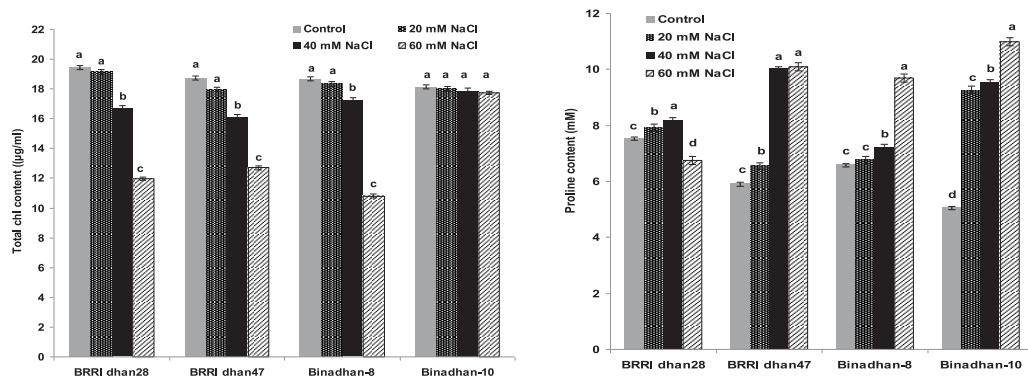 22
20
18
16
14
12
10
8
6
4
2
0
Total chl content ((µg/ml)
Control
20 mM NaCl
40 mM NaCl
60 mM NaCl
a a b c
a a b c
a a b c
a a a a
BRRI dhan28 BRRI dhan47 Binadhan-8 Binadhan-10
12
10
8
6
4
2
0
Proline content (mM)
Control
20 mM NaCl
40 mM NaCl
60 mM NaCl
c b a d
c b a a
c c b a
d c b a
BRRI dhan28 BRRI dhan47 Binadhan-8 Binadhan-10